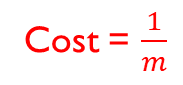 Cost = 1/m